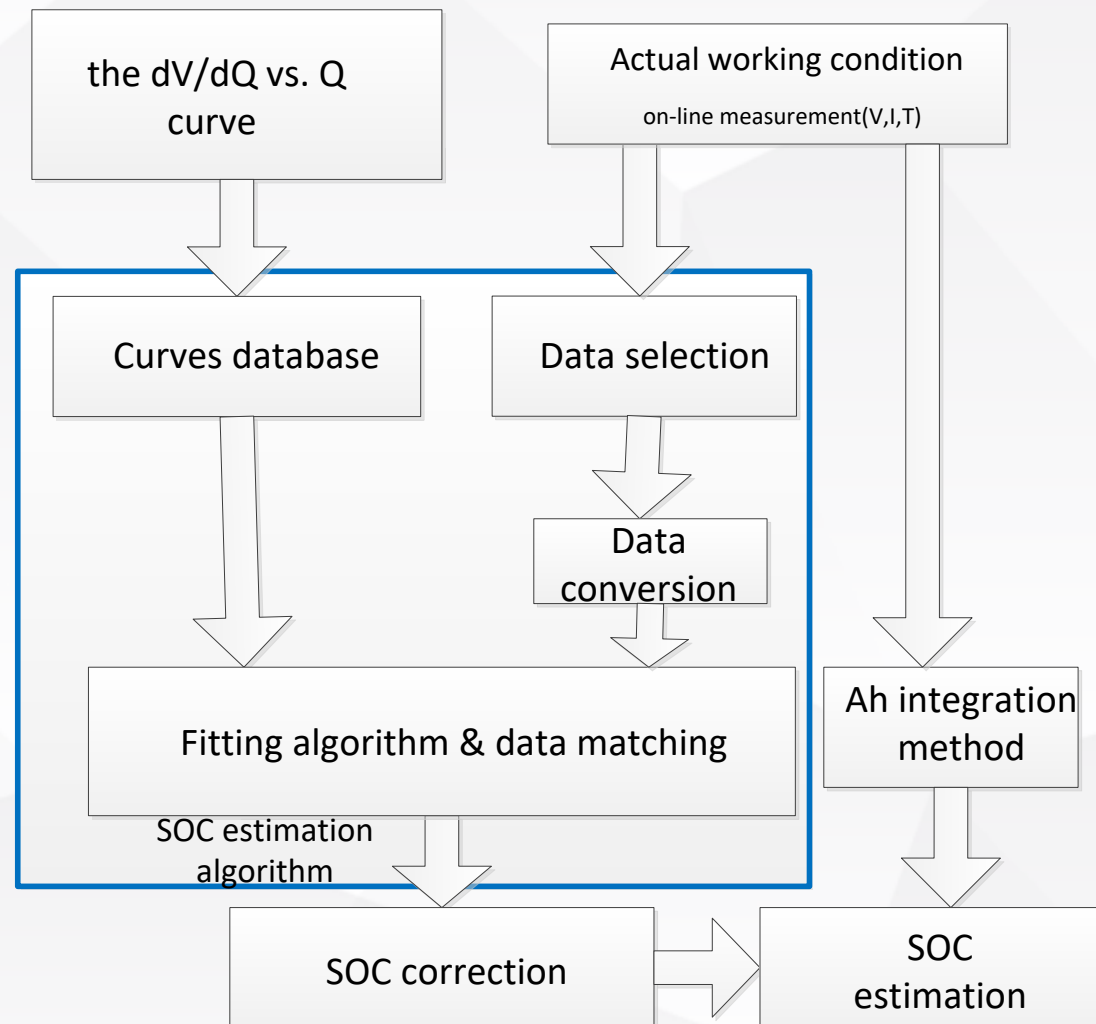 the dV/dQ vs. Q
curve
Actual working condition
on-line measurement(V,I,T)
Curves database
Data selection
Data
conversion
Fitting algorithm & data matching
Ah integration
method
SOC estimation
algorithm
SOC correction
SOC
estimation